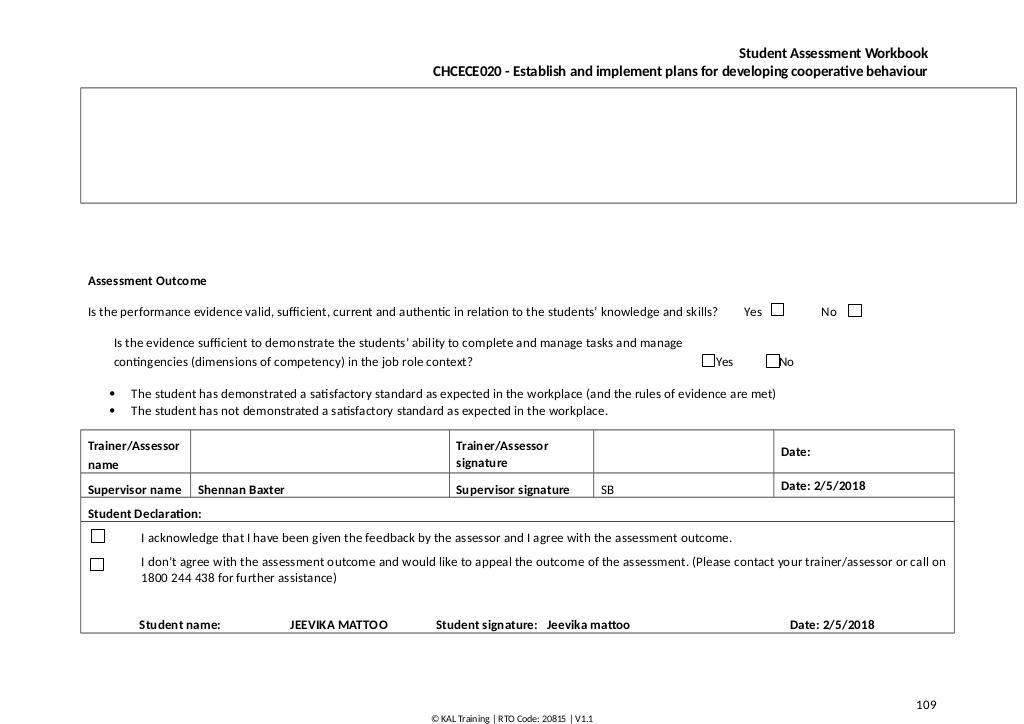 Student Assessment Workbook
CHCECE020 - Establish and implement plans for developing cooperative behaviour
Assessment Outcome
Is the performance evidence valid, sufficient, current and authentic in relation to the students’ knowledge and skills? Yes ☐ No ☐
Is the evidence sufficient to demonstrate the students’ ability to complete and manage tasks and manage
contingencies (dimensions of competency) in the job role context? ☐Yes ☐No
• The student has demonstrated a satisfactory standard as expected in the workplace (and the rules of evidence are met)
• The student has not demonstrated a satisfactory standard as expected in the workplace.
Trainer/Assessor name Trainer/Assessor signature Date:
Supervisor name Shennan Baxter Supervisor signature SB Date: 2/5/2018
Student Declaration:
☐ I acknowledge that I have been given the feedback by the assessor and I agree with the assessment outcome.
☐ I don’t agree with the assessment outcome and would like to appeal the outcome of the assessment. (Please contact your trainer/assessor or call on
1800 244 438 for further assistance)
Student name: JEEVIKA MATTOO Student signature: Jeevika mattoo Date: 2/5/2018
109
© KAL Training | RTO Code: 20815 | V1.1